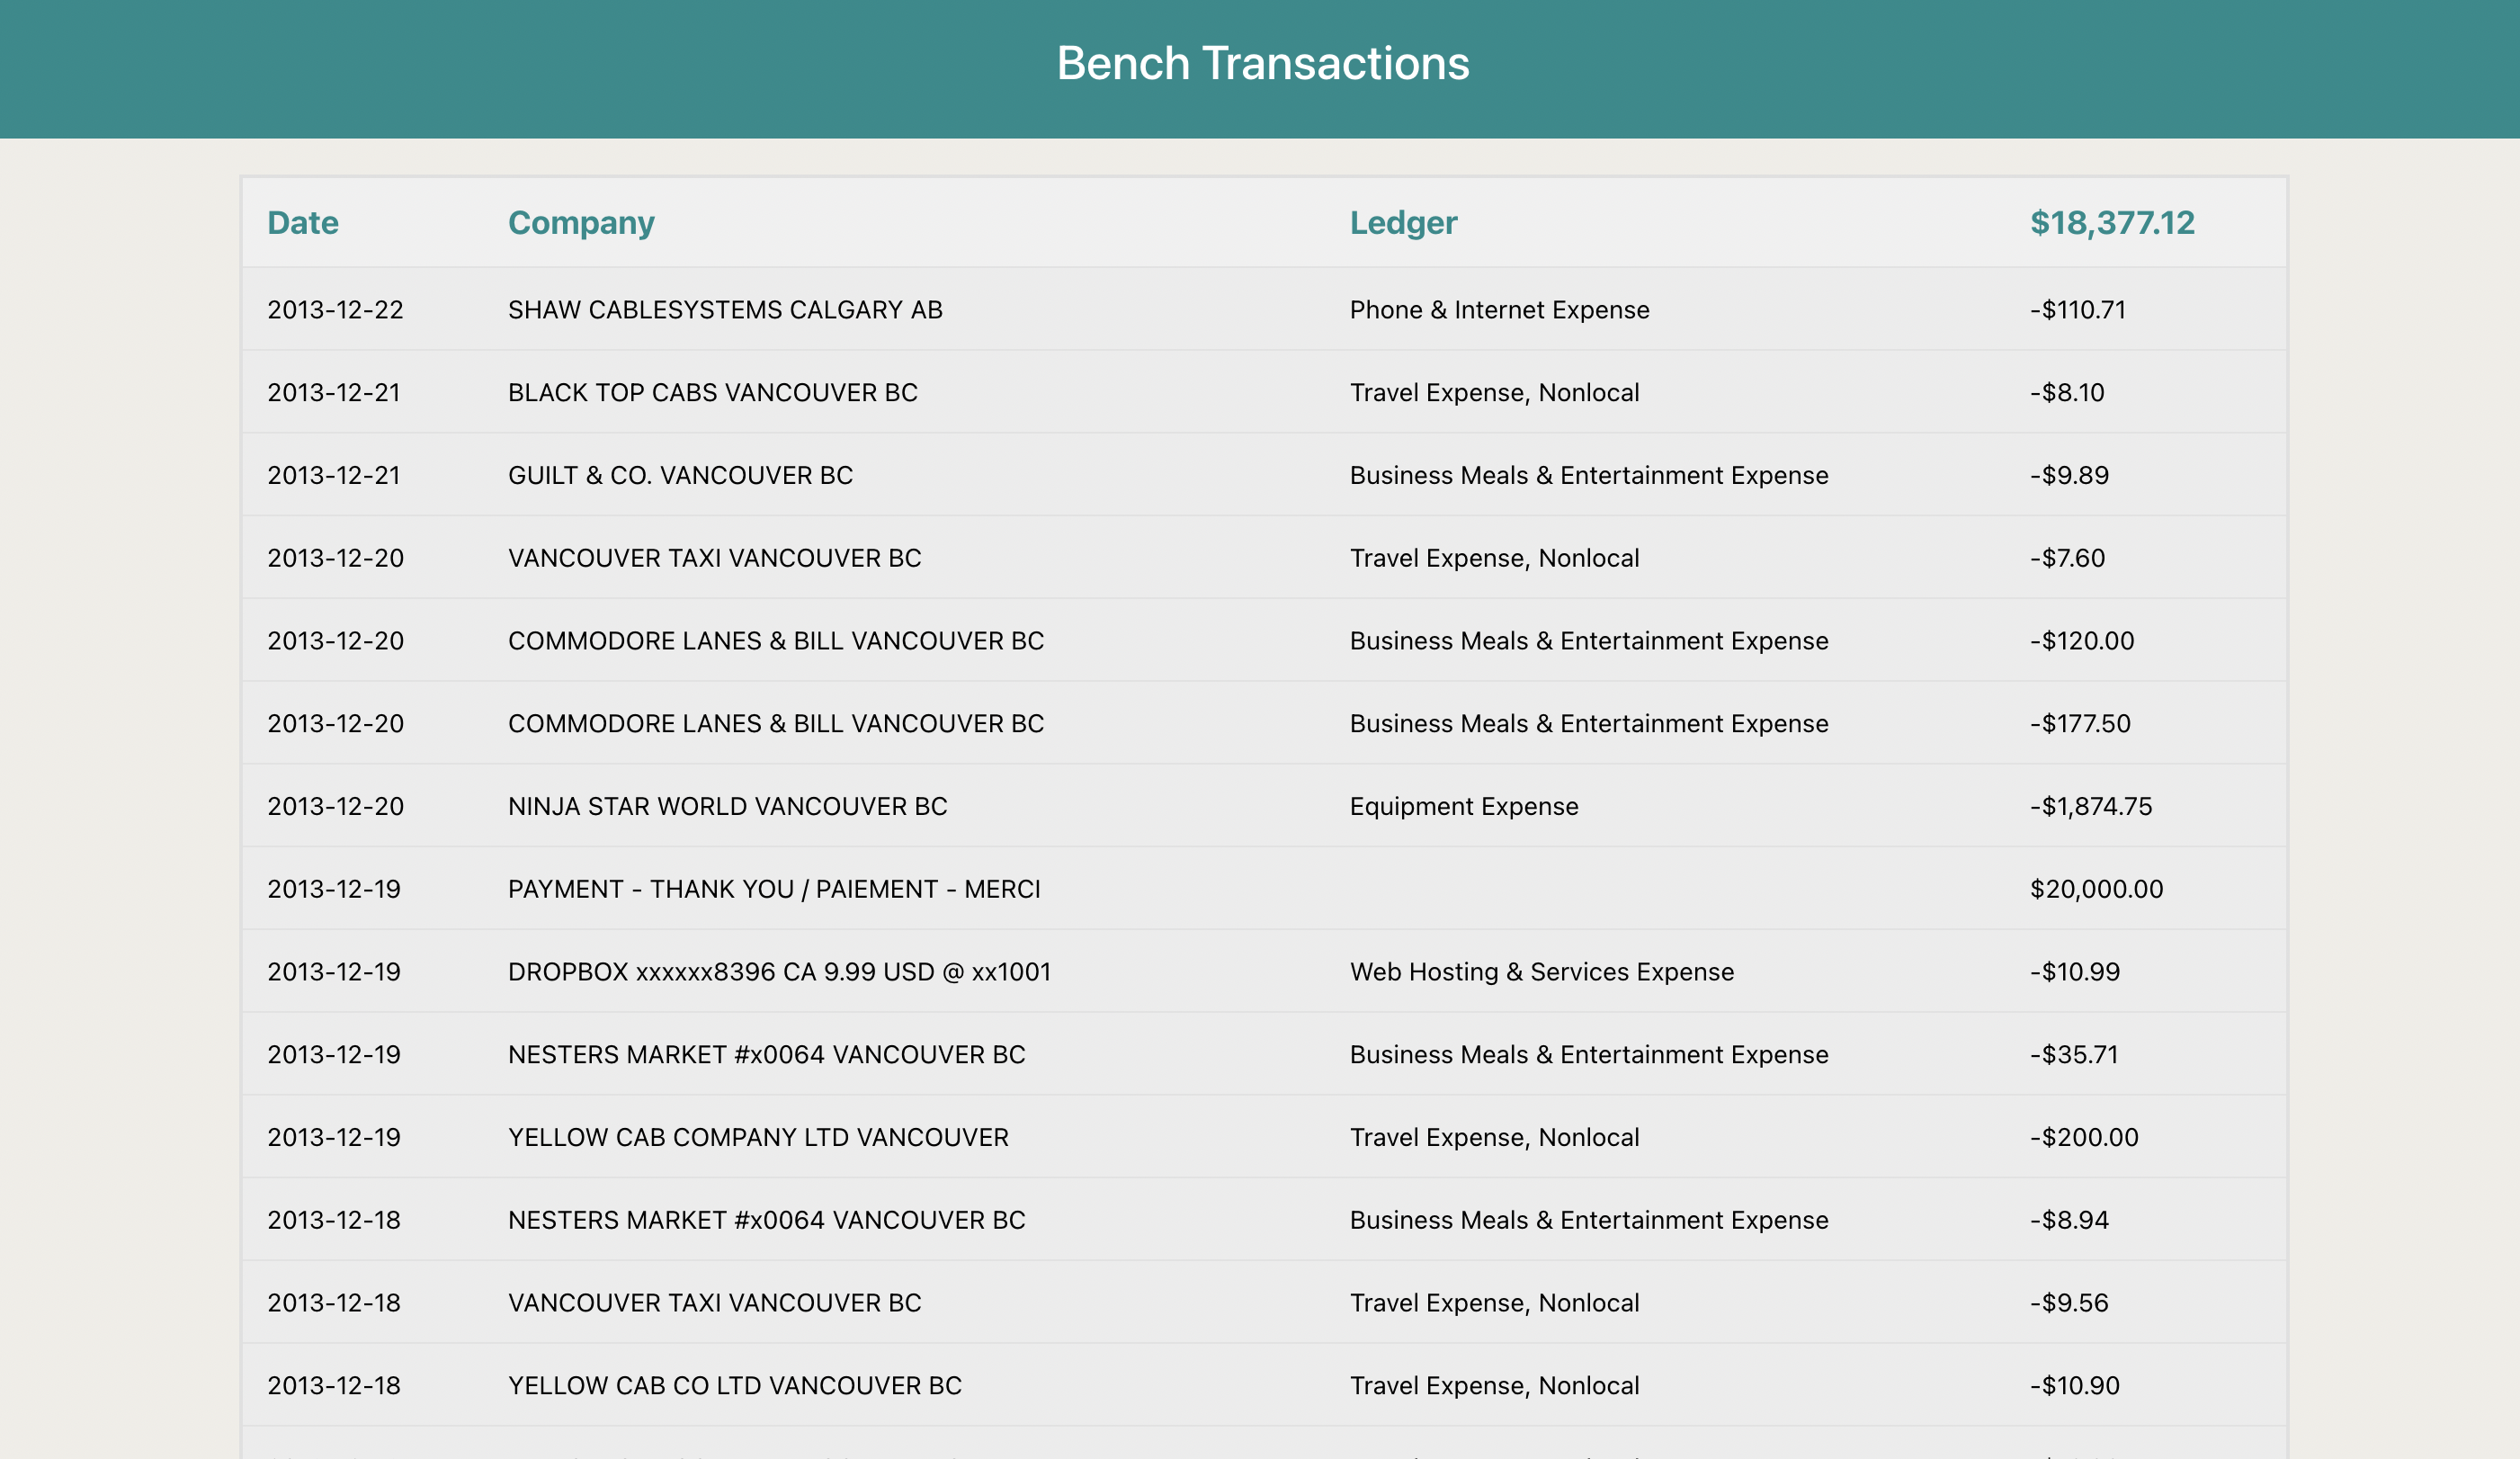 Bench Transactions
Date Company Ledger $18,377.12
2013-12-22 SHAW CABLESYSTEMS CALGARY AB Phone & Internet Expense -$110.71
2013-12-21 BLACK TOP CABS VANCOUVER BC Travel Expense, Nonlocal -$8.10
2013-12-21 GUILT & CO. VANCOUVER BC Business Meals & Entertainment Expense -$9.89
2013-12-20 VANCOUVER TAXI VANCOUVER BC Travel Expense, Nonlocal -$7.60
2013-12-20 COMMODORE LANES & BILL VANCOUVER BC Business Meals & Entertainment Expense -$120.00
2013-12-20 COMMODORE LANES & BILL VANCOUVER BC Business Meals & Entertainment Expense -$177.50
2013-12-20 NINJA STAR WORLD VANCOUVER BC Equipment Expense -$1,874.75
2013-12-19 PAYMENT - THANK YOU / PAIEMENT - MERCI $20,000.00
2013-12-19 DROPBOX xxxxxx8396 CA 9.99 USD @ xx1001 Web Hosting & Services Expense -$10.99
2013-12-19 NESTERS MARKET #x0064 VANCOUVER BC Business Meals & Entertainment Expense -$35.71
2013-12-19 YELLOW CAB COMPANY LTD VANCOUVER Travel Expense, Nonlocal -$200.00
2013-12-18 NESTERS MARKET #x0064 VANCOUVER BC Business Meals & Entertainment Expense -$8.94
2013-12-18 VANCOUVER TAXI VANCOUVER BC Travel Expense, Nonlocal -$9.56
2013-12-18 YELLOW CAB CO LTD VANCOUVER BC Travel Expense, Nonlocal -$10.90